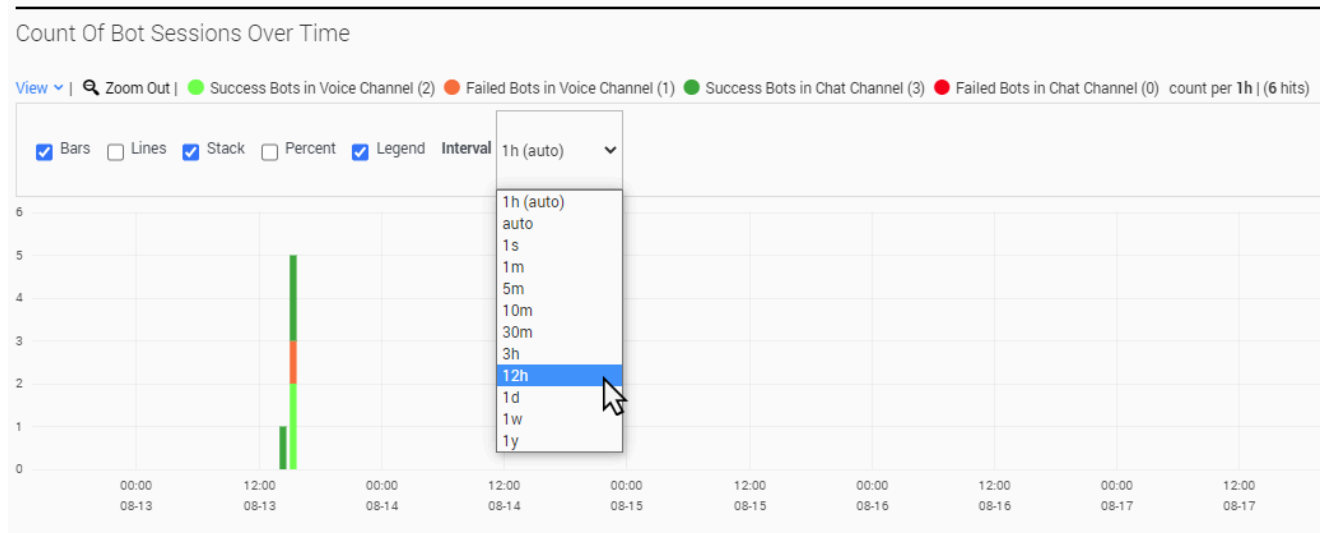 Count Of Bot Sessions Over Time
View | Zoom Out | Success Bots in Voice Channel (2) Failed Bots in Voice Channel (1) Success Bots in Chat Channel (3) Failed Bots in Chat Channel (0) count per 1h | (6 hits)
Bars Lines Stack Percent Legend Interval 1h (auto)
1h (auto)
auto
1s
1m
5m
10m
30m
3h
12h
1d
1w
1y
6
5
4
3
2
1
0
00:00 12:00 00:00 12:00 00:00 12:00 00:00 12:00 00:00 12:00
08-13 08-13 08-14 08-14 08-15 08-15 08-16 08-16 08-17 08-17